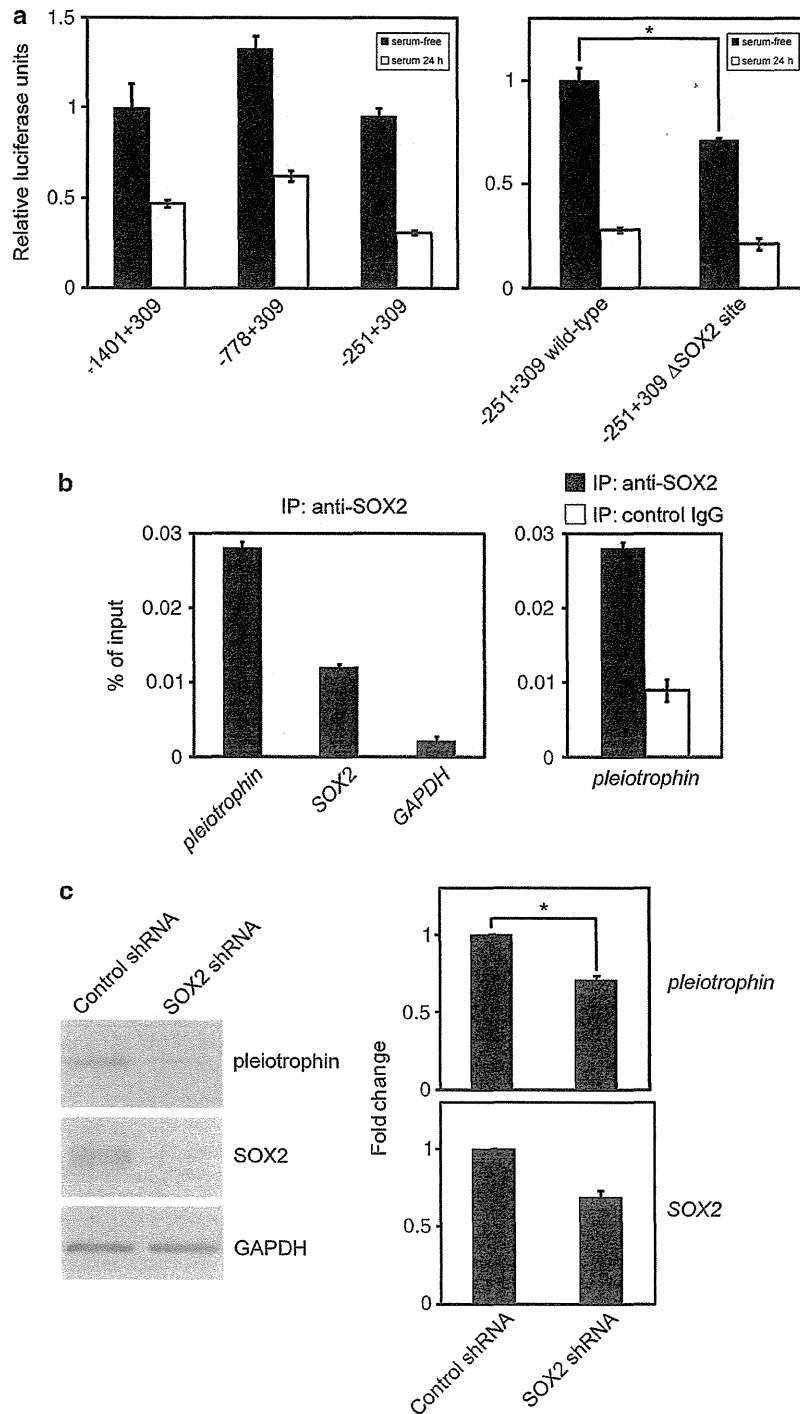 a
Relative luciferase units
1.5
1
0.5
0
serum-free
serum 24 h
-1401+309
-778+309
-251+309
*
1
0.5
0
serum-free
serum 24 h
-251+309 wild-type
-251+309 ΔSOX2 site
b
IP: anti-SOX2
% of input
0.03
0.02
0.01
0
pleiotrophin
SOX2
GAPDH
IP: anti-SOX2
IP: control IgG
0.03
0.02
0.01
0
pleiotrophin
c
Control shRNA
SOX2 shRNA
pleiotrophin
SOX2
GAPDH
Fold change
*
1
0.5
0
pleiotrophin
1
0.5
0
SOX2
Control shRNA
SOX2 shRNA